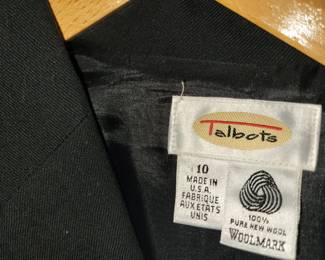 Talbots
10
MADE IN
U.S.A.
FABRIQUE
AUX ETATS
UNIS
100%
PURE NEW WOOL
WOOLMARK